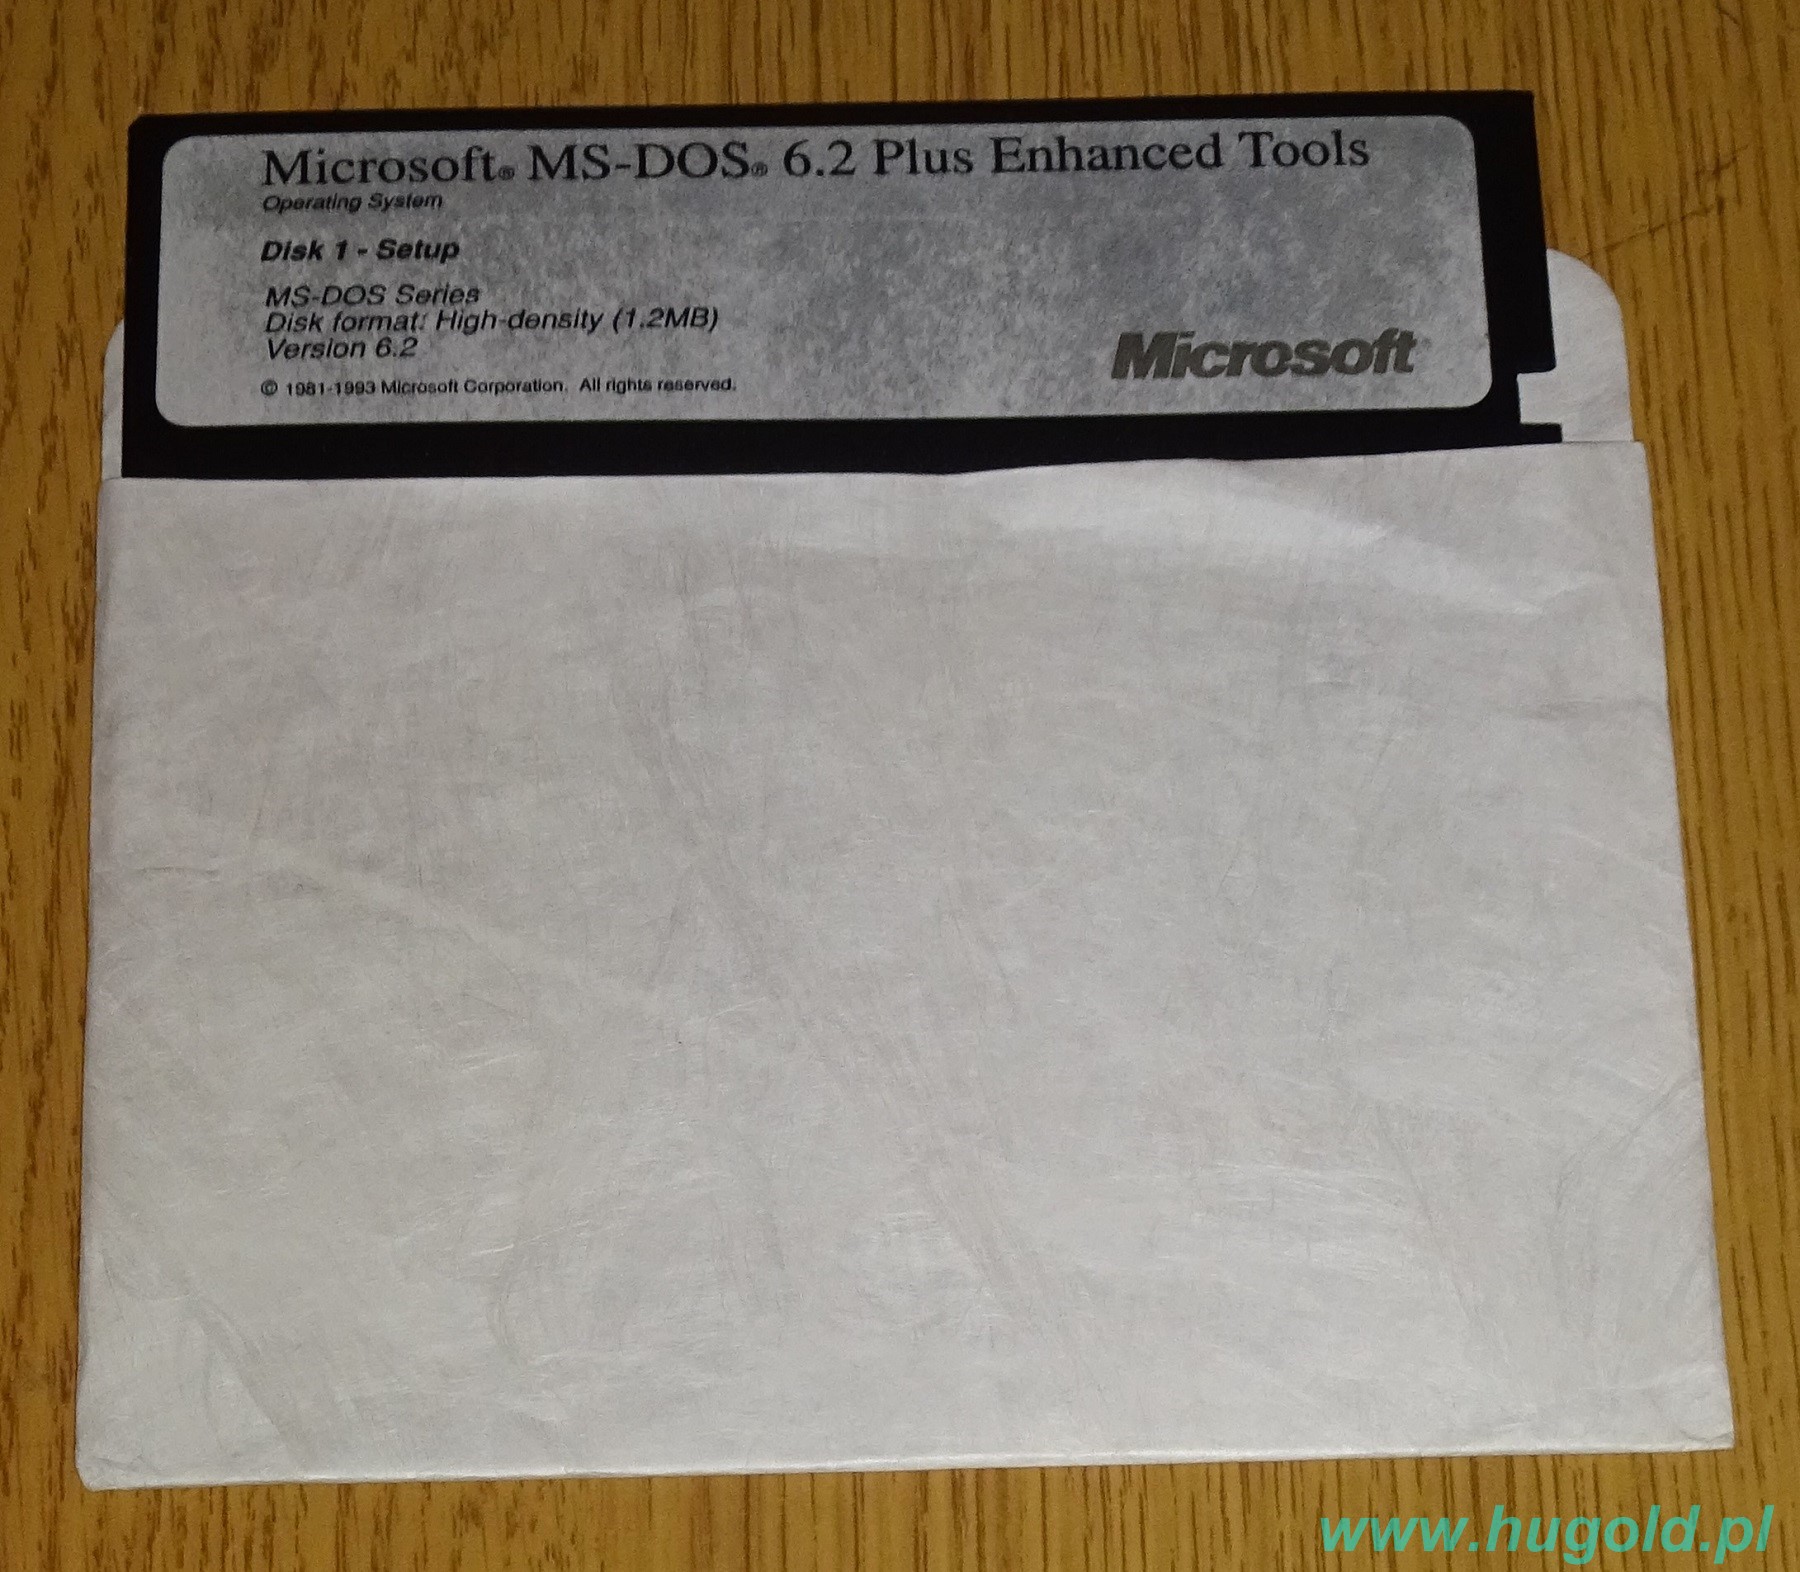 Microsoft® MS-DOS® 6.2 Plus Enhanced Tools
Operating System
Disk 1 - Setup
MS-DOS Series
Disk format: High-density (1.2MB)
Version 6.2
© 1981-1993 Microsoft Corporation. All rights reserved.
Microsoft
www.hugold.pl